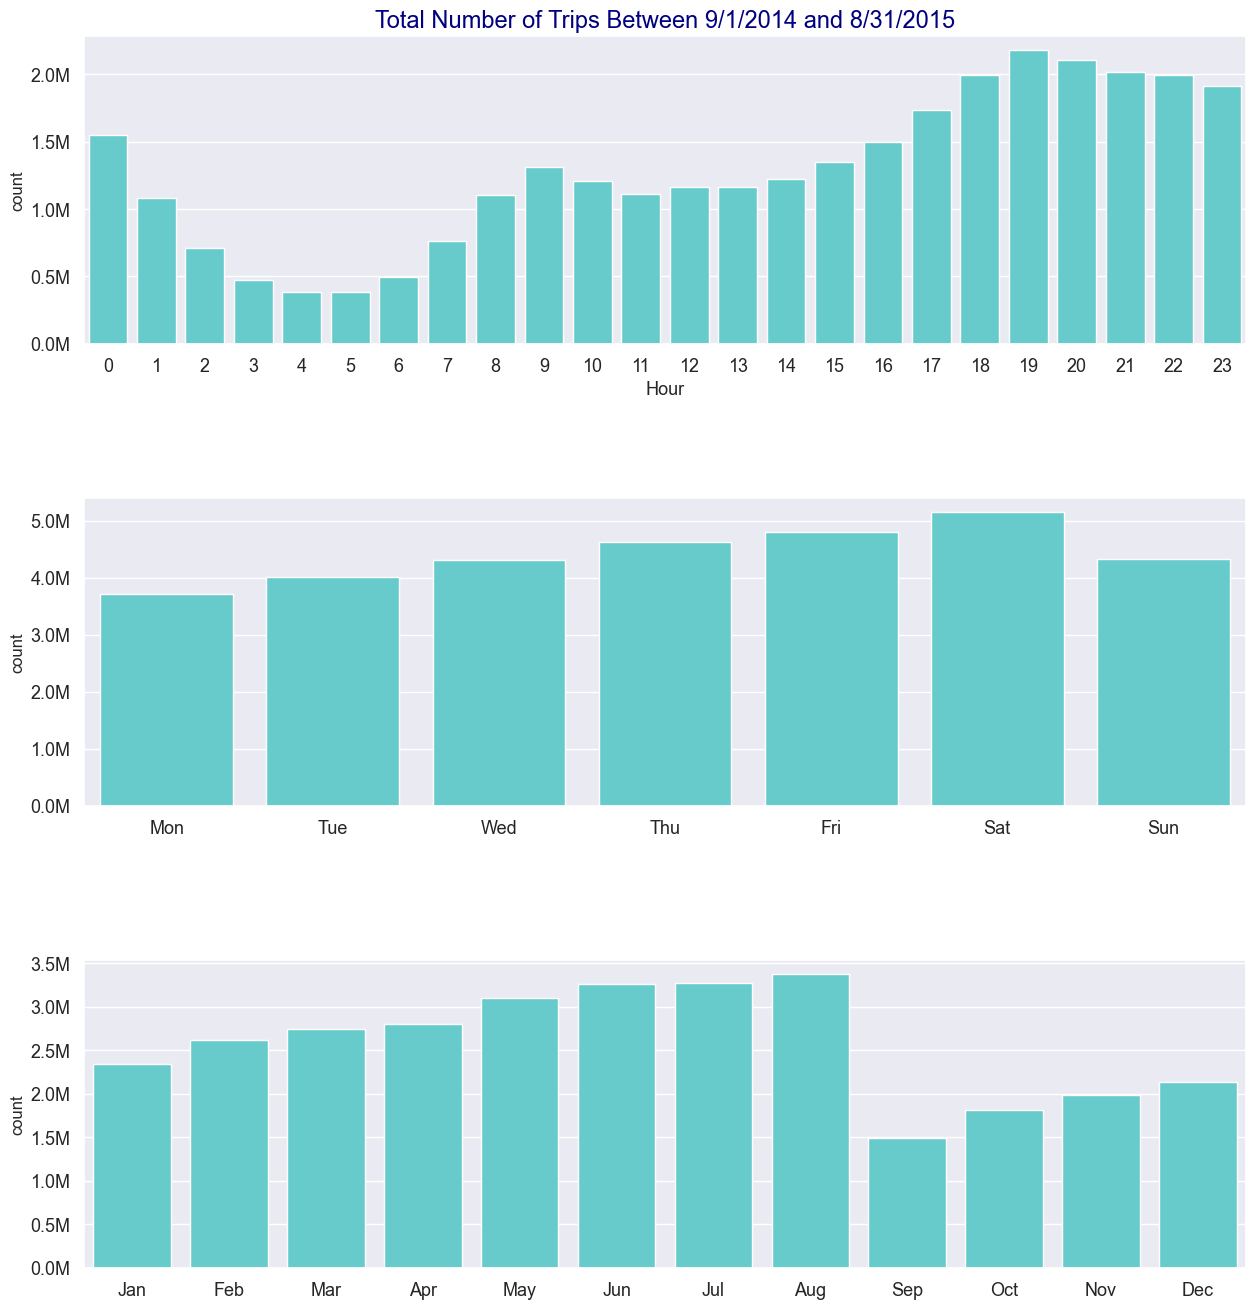 Total Number of Trips Between 9/1/2014 and 8/31/2015
2.0M
1.5M
1.0M
0.5M
0.0M
count
0 1 2 3 4 5 6 7 8 9 10 11 12 13 14 15 16 17 18 19 20 21 22 23
Hour
5.0M
4.0M
3.0M
2.0M
1.0M
0.0M
count
Mon Tue Wed Thu Fri Sat Sun
3.5M
3.0M
2.5M
2.0M
1.5M
1.0M
0.5M
0.0M
count
Jan Feb Mar Apr May Jun Jul Aug Sep Oct Nov Dec